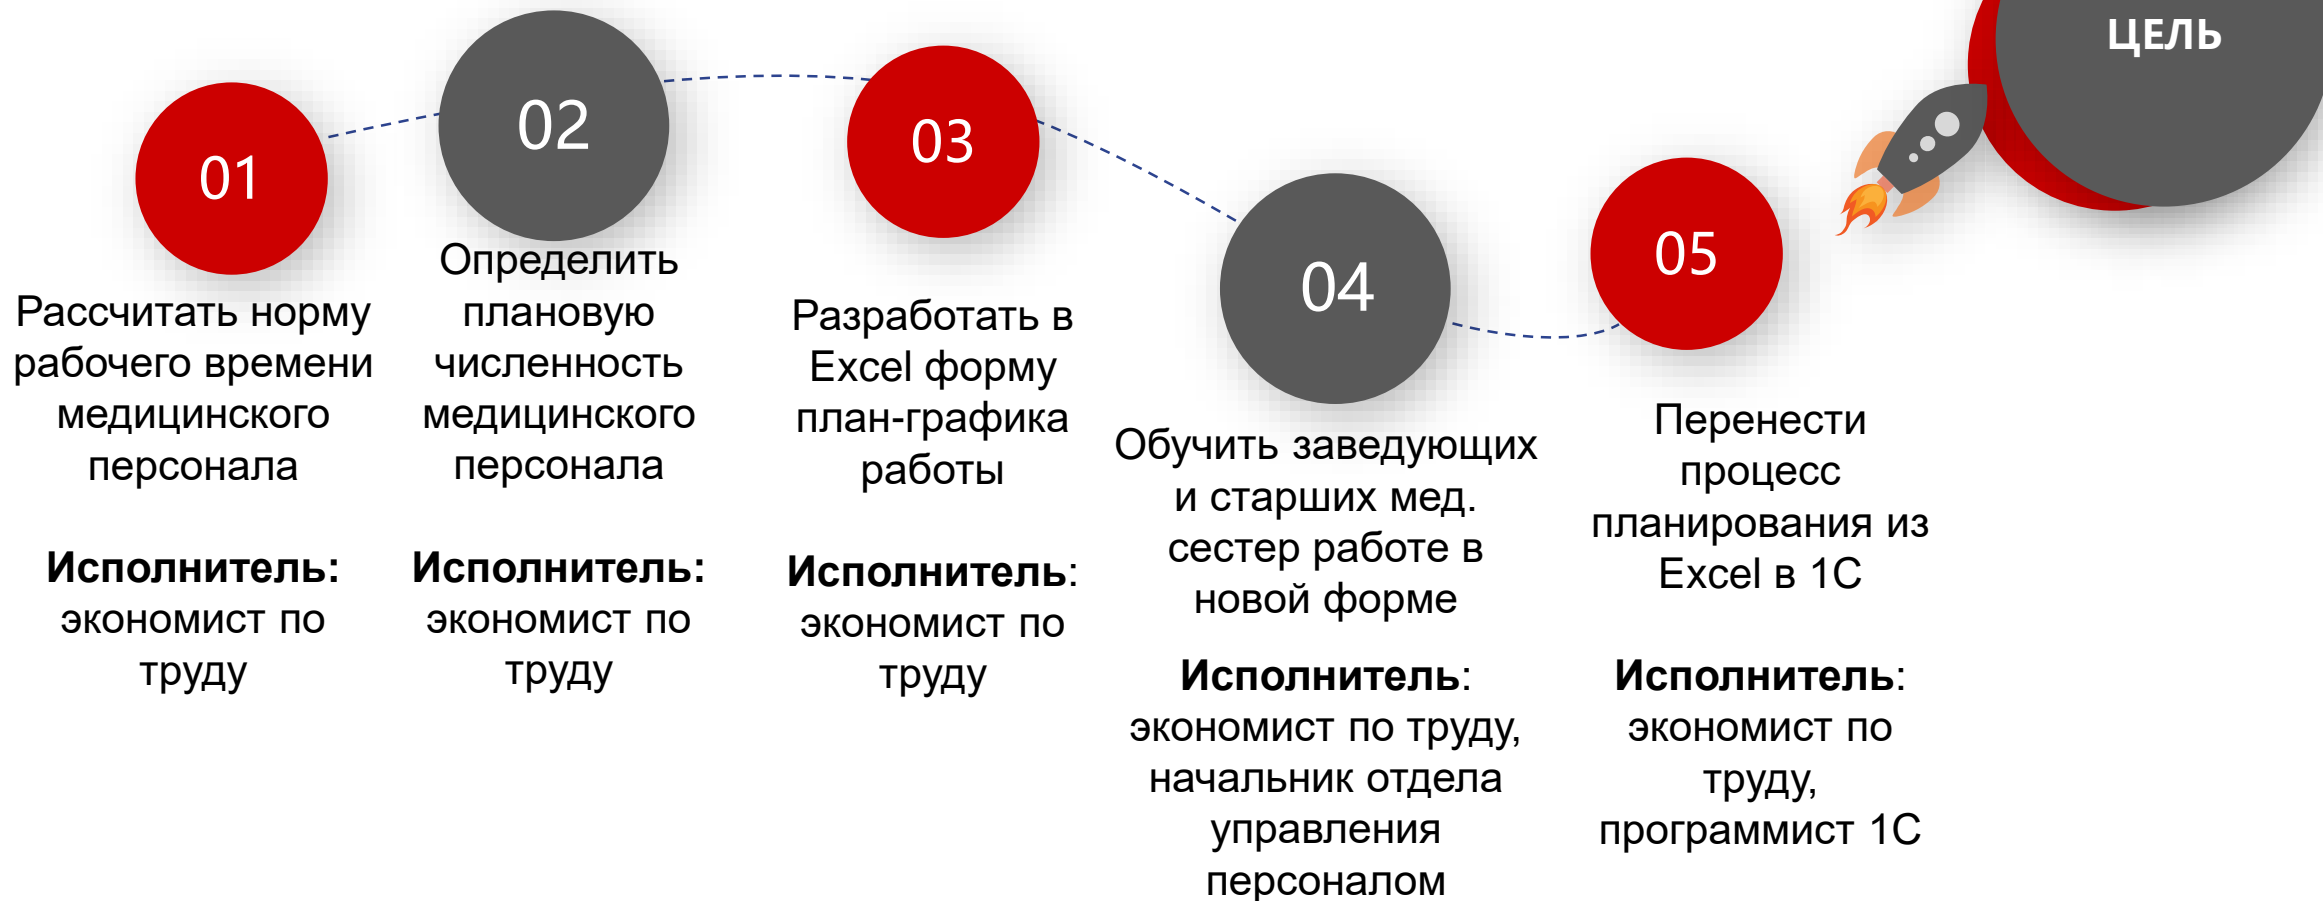 ЦЕЛЬ
01
Рассчитать норму
рабочего времени
медицинского
персонала
Исполнитель:
экономист по
труду
02
Определить
плановую
численность
медицинского
персонала
Исполнитель:
экономист по
труду
03
Разработать в
Excel форму
план-графика
работы
Исполнитель:
экономист по
труду
04
Обучить заведующих
и старших мед.
сестер работе в
новой форме
Исполнитель:
экономист по труду,
начальник отдела
управления
персоналом
05
Перенести
процесс
планирования из
Excel в 1С
Исполнитель:
экономист по
труду,
программист 1С